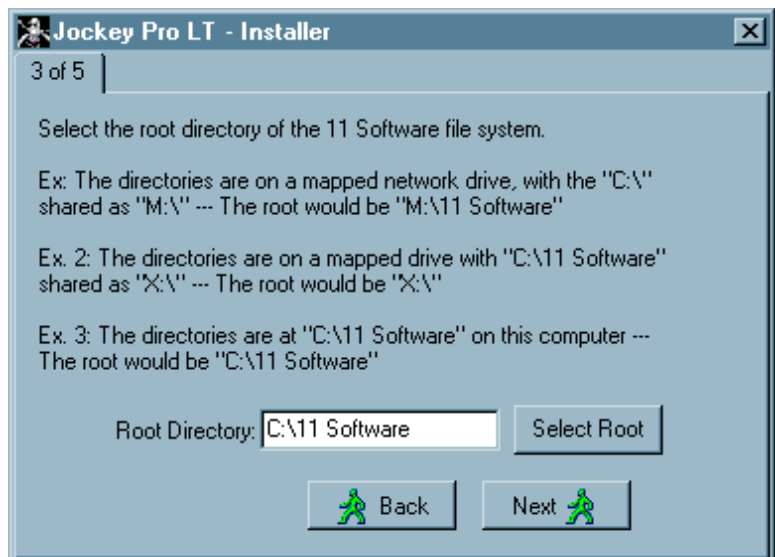 Jockey Pro LT - Installer
3 of 5
Select the root directory of the 11 Software file system.
Ex: The directories are on a mapped network drive, with the "C:\"
shared as "M:\" --- The root would be "M:\11 Software"
Ex. 2: The directories are on a mapped drive with "C:\11 Software"
shared as "X:\" --- The root would be "X:\"
Ex. 3: The directories are at "C:\11 Software" on this computer ---
The root would be "C:\11 Software"
Root Directory: C:\11 Software Select Root
Back Next